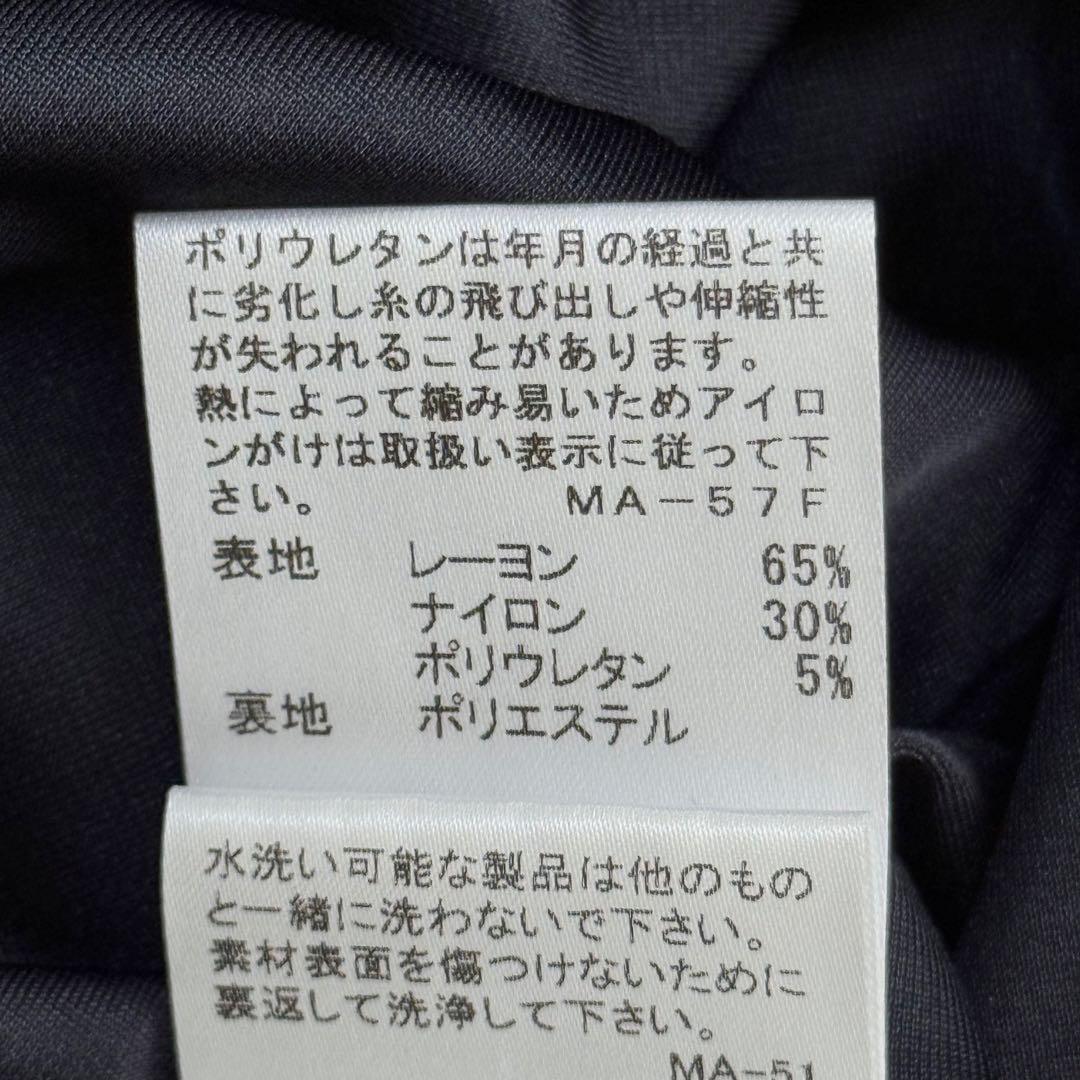 ポリウレタンは年月の経過と共
に劣化し糸の飛び出しや伸縮性
が失われることがあります。
熱によって縮み易いためアイロ
ンがけは取扱い表示に従って下
さい。 MA-57F
表地 レーヨン 65%
ナイロン 30%
ポリウレタン 5%
裏地 ポリエステル
水洗い可能な製品は他のもの
と一緒に洗わないで下さい。
素材表面を傷つけないために
裏返して洗浄して下さい。
MA-51